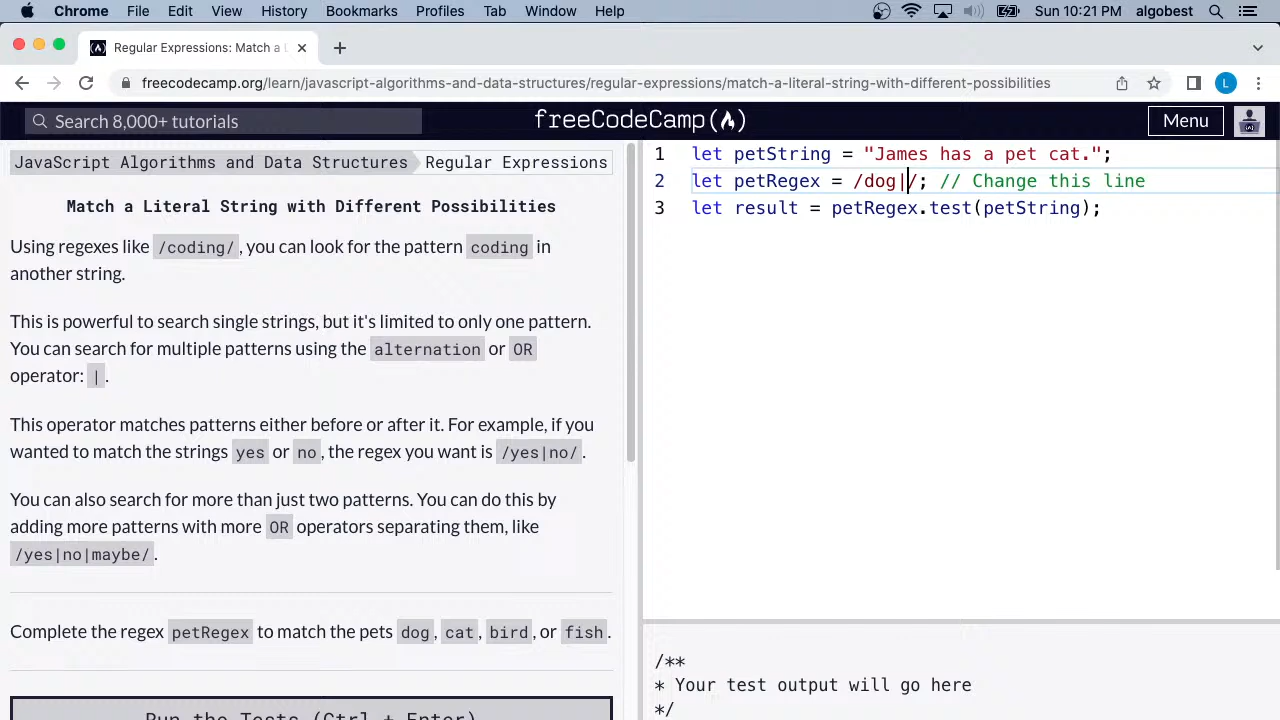 Chrome File Edit View History Bookmarks Profiles Tab Window Help Sun 10:21 PM algobest
Regular Expressions: Match a L
freecodecamp.org/learn/javascript-algorithms-and-data-structures/regular-expressions/match-a-literal-string-with-different-possibilities L
Search 8,000+ tutorials freeCodeCamp Menu
JavaScript Algorithms and Data Structures Regular Expressions
Match a Literal String with Different Possibilities
Using regexes like /coding/, you can look for the pattern coding in
another string.
This is powerful to search single strings, but it's limited to only one pattern.
You can search for multiple patterns using the alternation or OR
operator: |.
This operator matches patterns either before or after it. For example, if you
wanted to match the strings yes or no, the regex you want is /yes|no/.
You can also search for more than just two patterns. You can do this by
adding more patterns with more OR operators separating them, like
/yes|no|maybe/.
Complete the regex petRegex to match the pets dog, cat, bird, or fish.
Run the Tests (Ctrl + Enter)
1 let petString = "James has a pet cat.";
2 let petRegex = /dog|/; // Change this line
3 let result = petRegex.test(petString);
/**
* Your test output will go here
*/